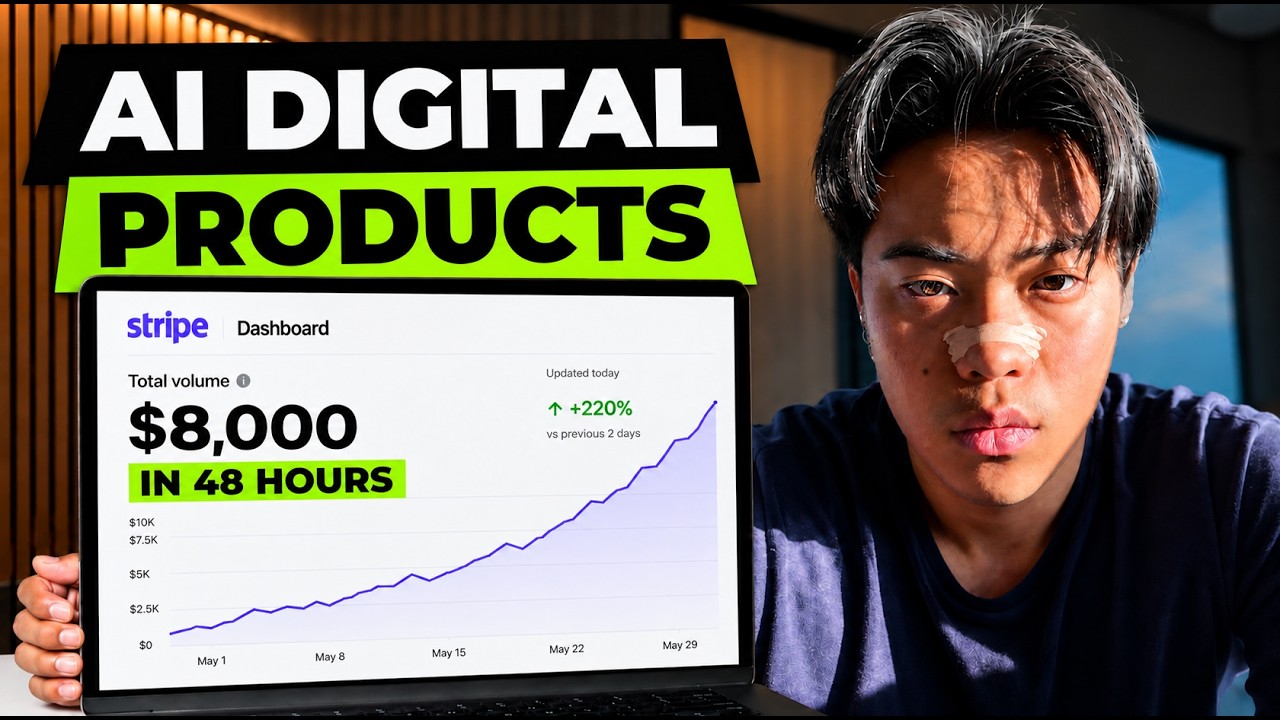 AI DIGITAL
PRODUCTS
stripe Dashboard
Total volume i
$8,000
IN 48 HOURS
Updated today
↑ +220%
vs previous 2 days
$10K
$7.5K
$5K
$2.5K
$0
May 1 May 8 May 15 May 22 May 29